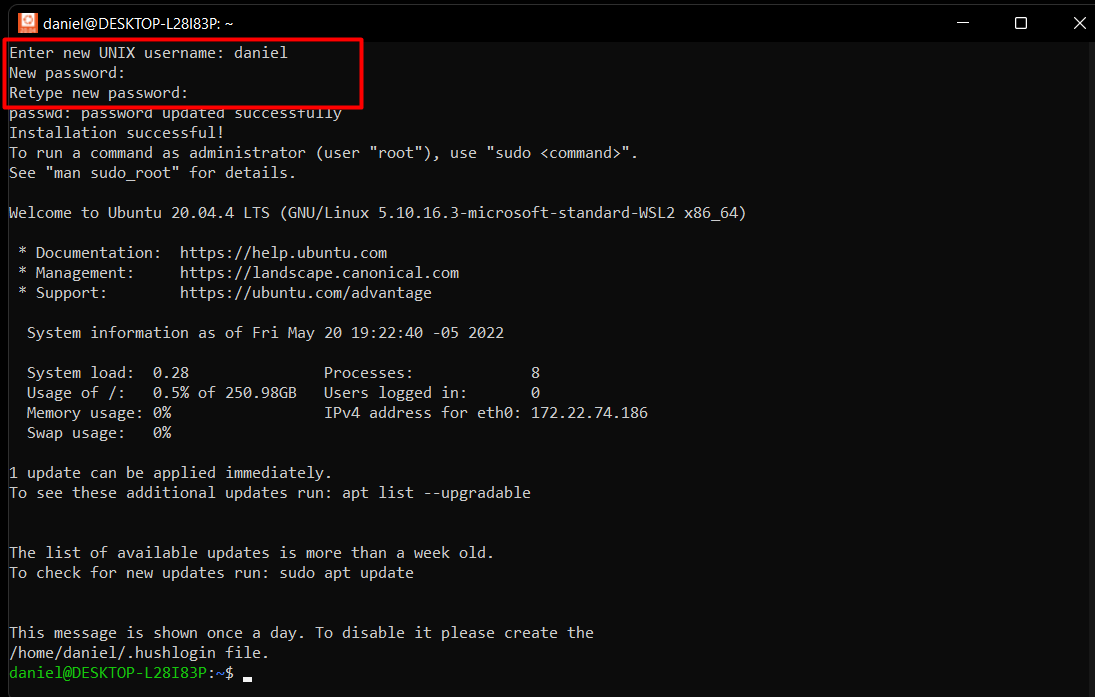 daniel@DESKTOP-L28I83P: ~
Enter new UNIX username: daniel
New password:
Retype new password:
passwd: password updated successfully
Installation successful!
To run a command as administrator (user "root"), use "sudo <command>".
See "man sudo_root" for details.
Welcome to Ubuntu 20.04.4 LTS (GNU/Linux 5.10.16.3-microsoft-standard-WSL2 x86_64)
* Documentation:  https://help.ubuntu.com
* Management:     https://landscape.canonical.com
* Support:        https://ubuntu.com/advantage
System information as of Fri May 20 19:22:40 -05 2022
System load:  0.28               Processes:             8
Usage of /:   0.5% of 250.98GB   Users logged in:       0
Memory usage: 0%                 IPv4 address for eth0: 172.22.74.186
Swap usage:   0%
1 update can be applied immediately.
To see these additional updates run: apt list --upgradable
The list of available updates is more than a week old.
To check for new updates run: sudo apt update
This message is shown once a day. To disable it please create the
/home/daniel/.hushlogin file.
daniel@DESKTOP-L28I83P:~$